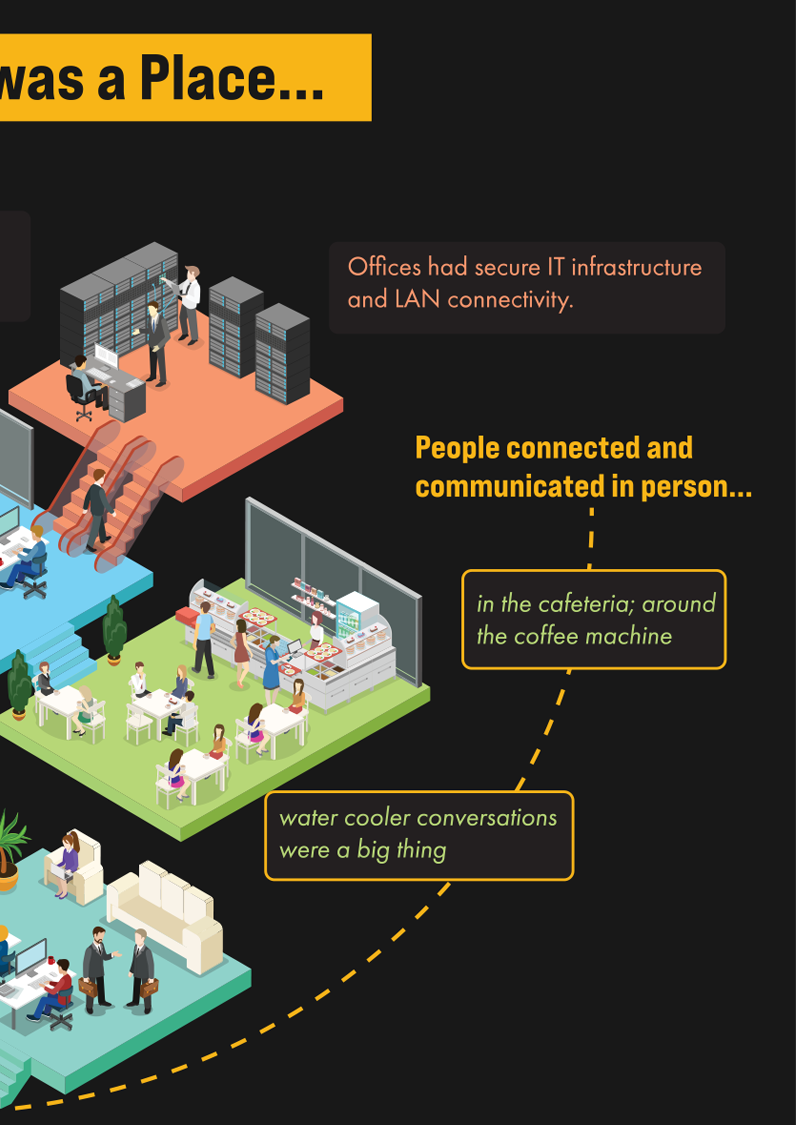 was a Place...
Offices had secure IT infrastructure
and LAN connectivity.
People connected and
communicated in person...
in the cafeteria; around
the coffee machine
water cooler conversations
were a big thing